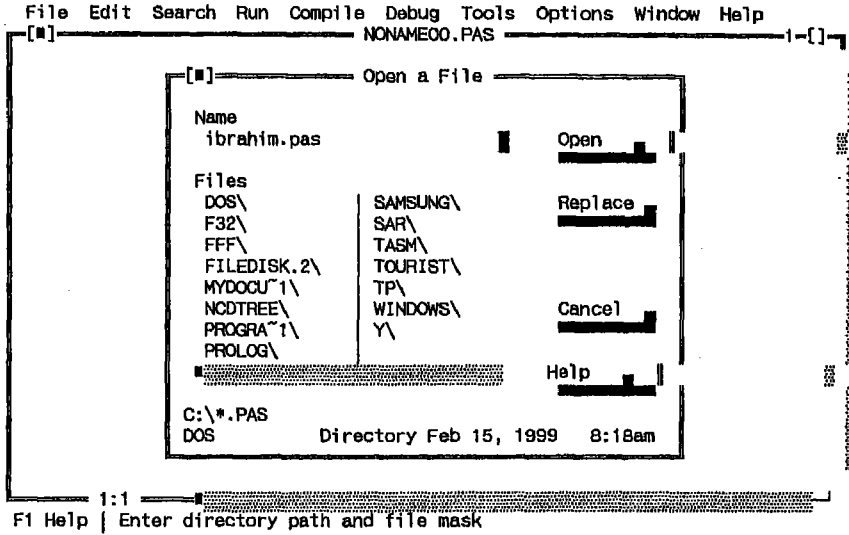 File Edit Search Run Compile Debug Tools Options Window Help
[■] NONAME00.PAS 1-[]
[■] Open a File
Name
ibrahim.pas
Open
Files
DOS\ SAMSUNG\
Replace
F32\ SAR\
FFF\ TASM\
FILEDISK.2\ TOURIST\
MYDOCU~1\ TP\
NCDTREE\ WINDOWS\
Cancel
PROGRA~1\ Y\
PROLOG\
Help
C:\*.PAS
DOS Directory Feb 15, 1999 8:18am
1:1
F1 Help | Enter directory path and file mask